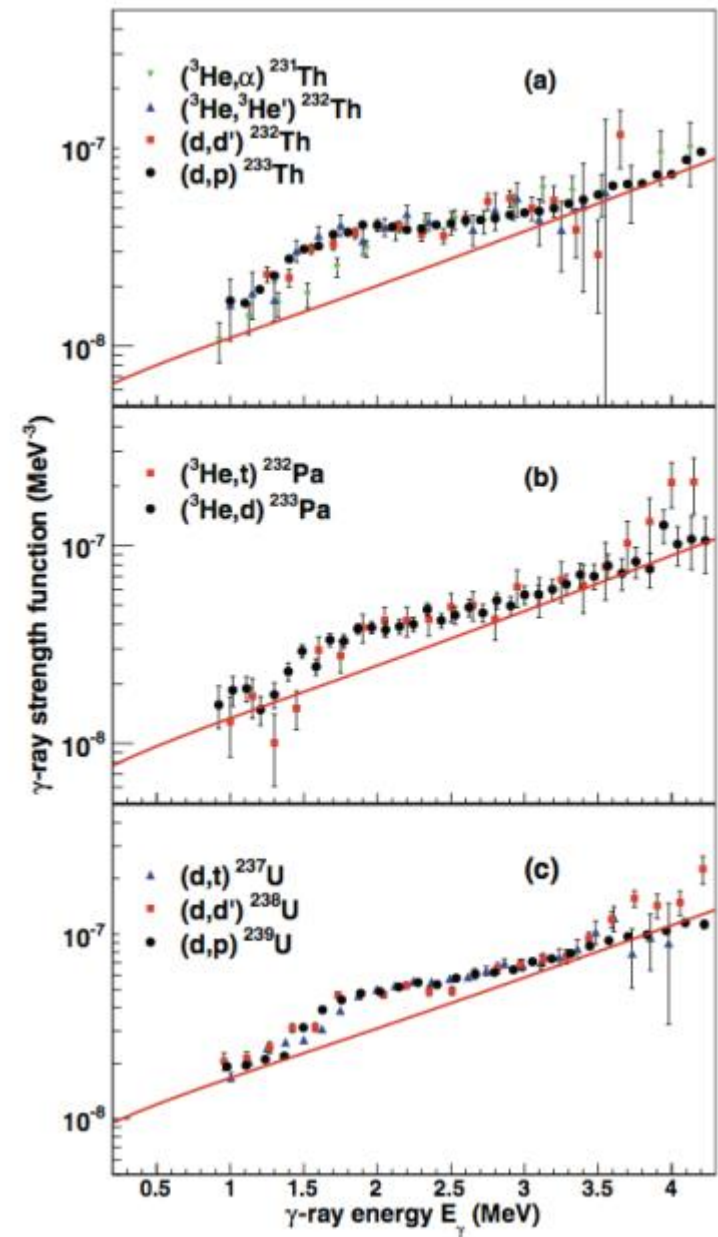 γ-ray strength function (MeV⁻³)
(³He,α) ²³¹Th
(³He,³He') ²³²Th
(d,d') ²³²Th
(d,p) ²³³Th
(a)
10⁻⁷
10⁻⁸
(³He,t) ²³²Pa
(³He,d) ²³³Pa
(b)
10⁻⁷
10⁻⁸
(d,t) ²³⁷U
(d,d') ²³⁸U
(d,p) ²³⁹U
(c)
10⁻⁷
10⁻⁸
0.5 1 1.5 2 2.5 3 3.5 4
γ-ray energy E_γ (MeV)